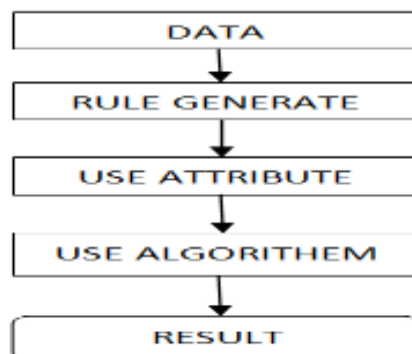 DATA
RULE GENERATE
USE ATTRIBUTE
USE ALGORITHEM
RESULT